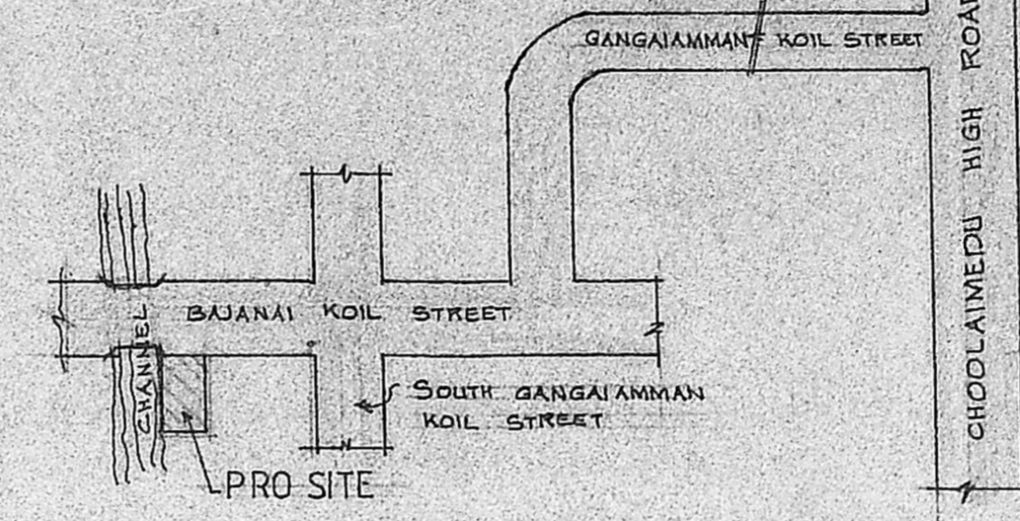 GANGAIAMMAN KOIL STREET
CHOOLAIMEDU HIGH ROAD
BAJANAI KOIL STREET
CHANNEL
SOUTH GANGAIAMMAN
KOIL STREET
PRO SITE